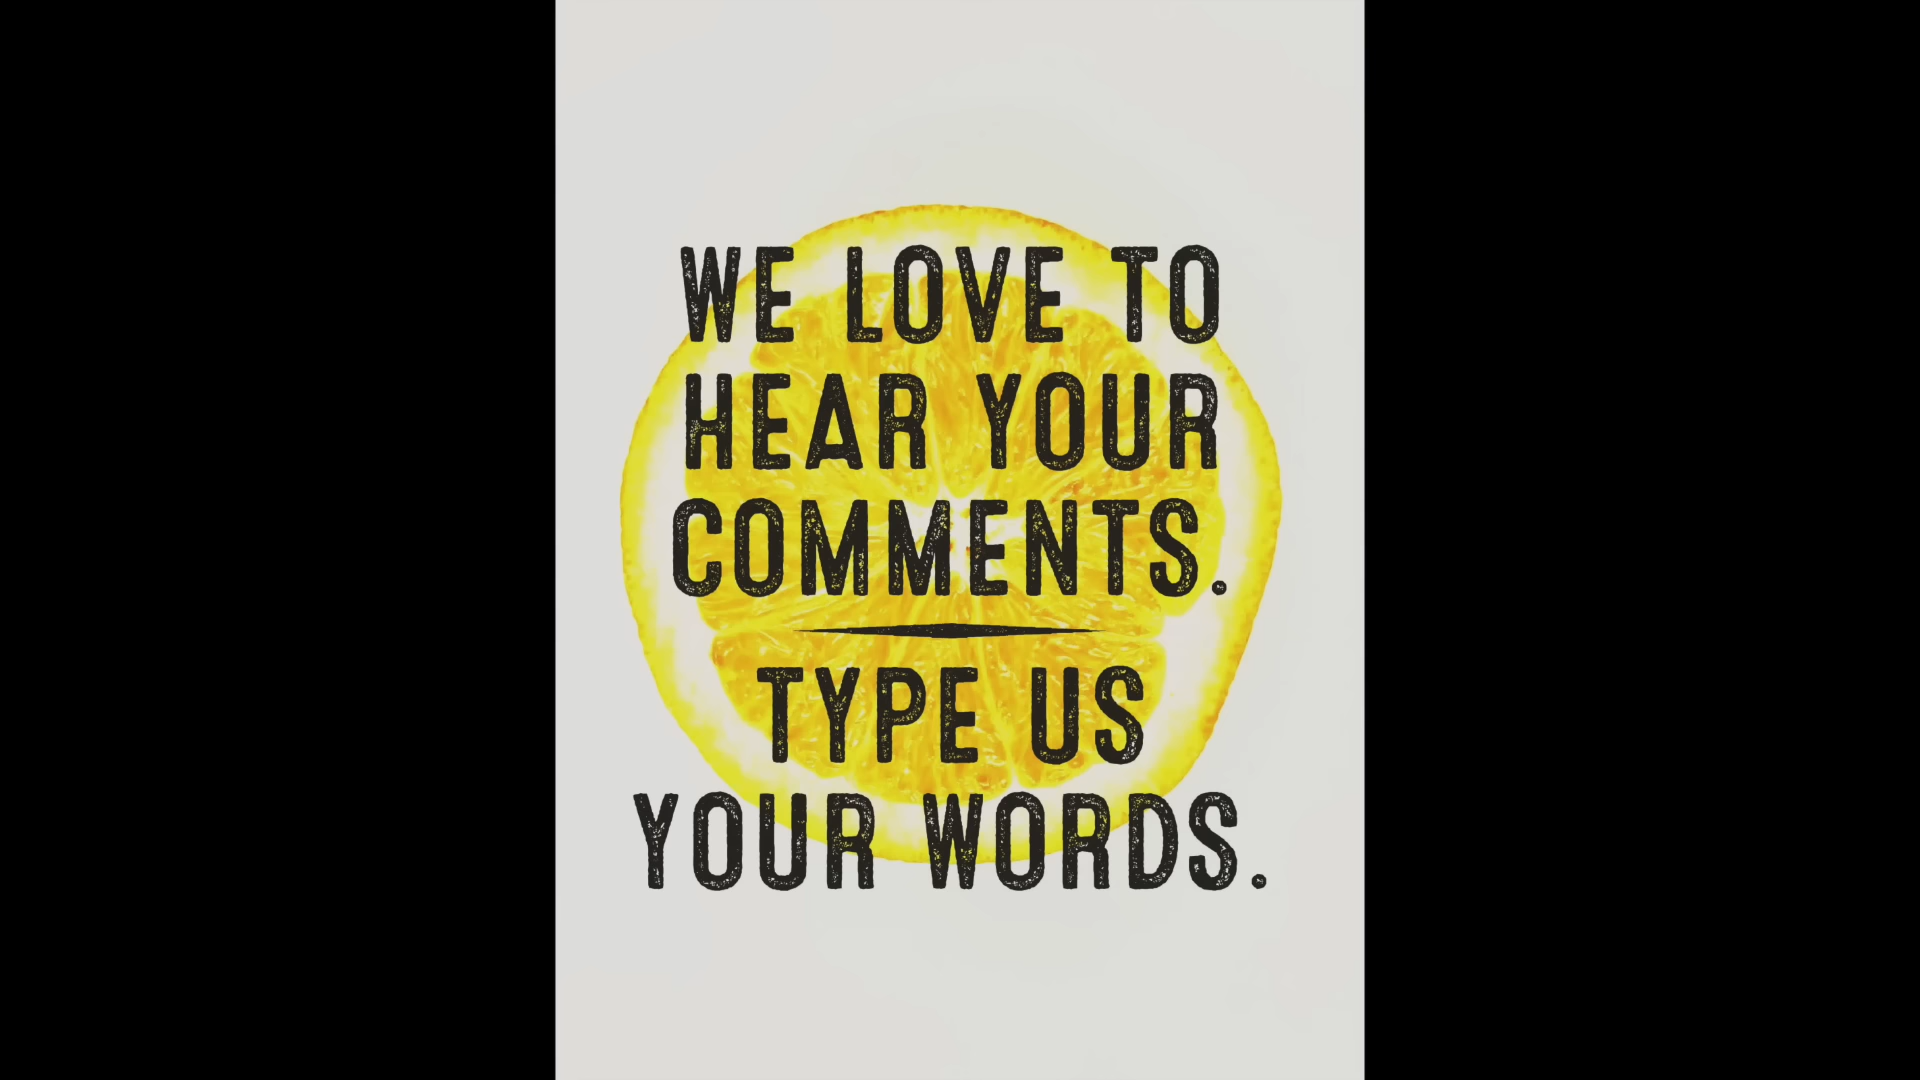 WE LOVE TO
HEAR YOUR
COMMENTS.
TYPE US
YOUR WORDS.